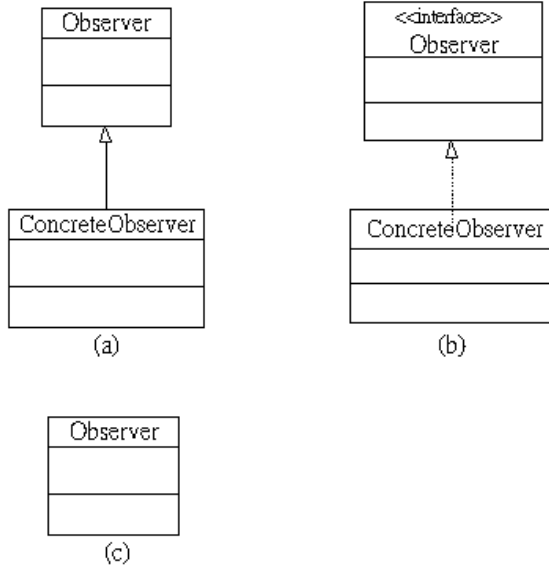 Observer
<<interface>>
Observer
ConcreteObserver
ConcreteObserver
(a)
(b)
Observer
(c)